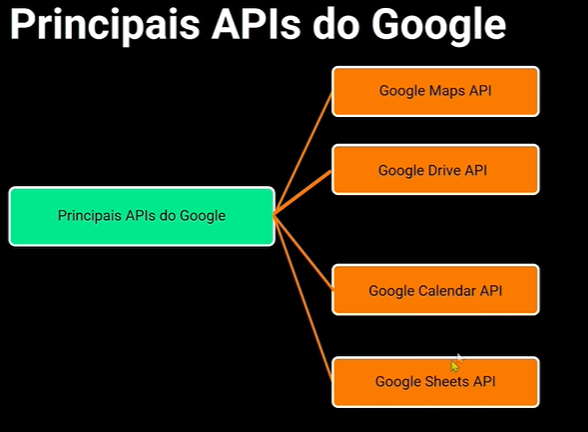 Principais APIs do Google
Google Maps API
Google Drive API
Principais APIs do Google
Google Calendar API
Google Sheets API